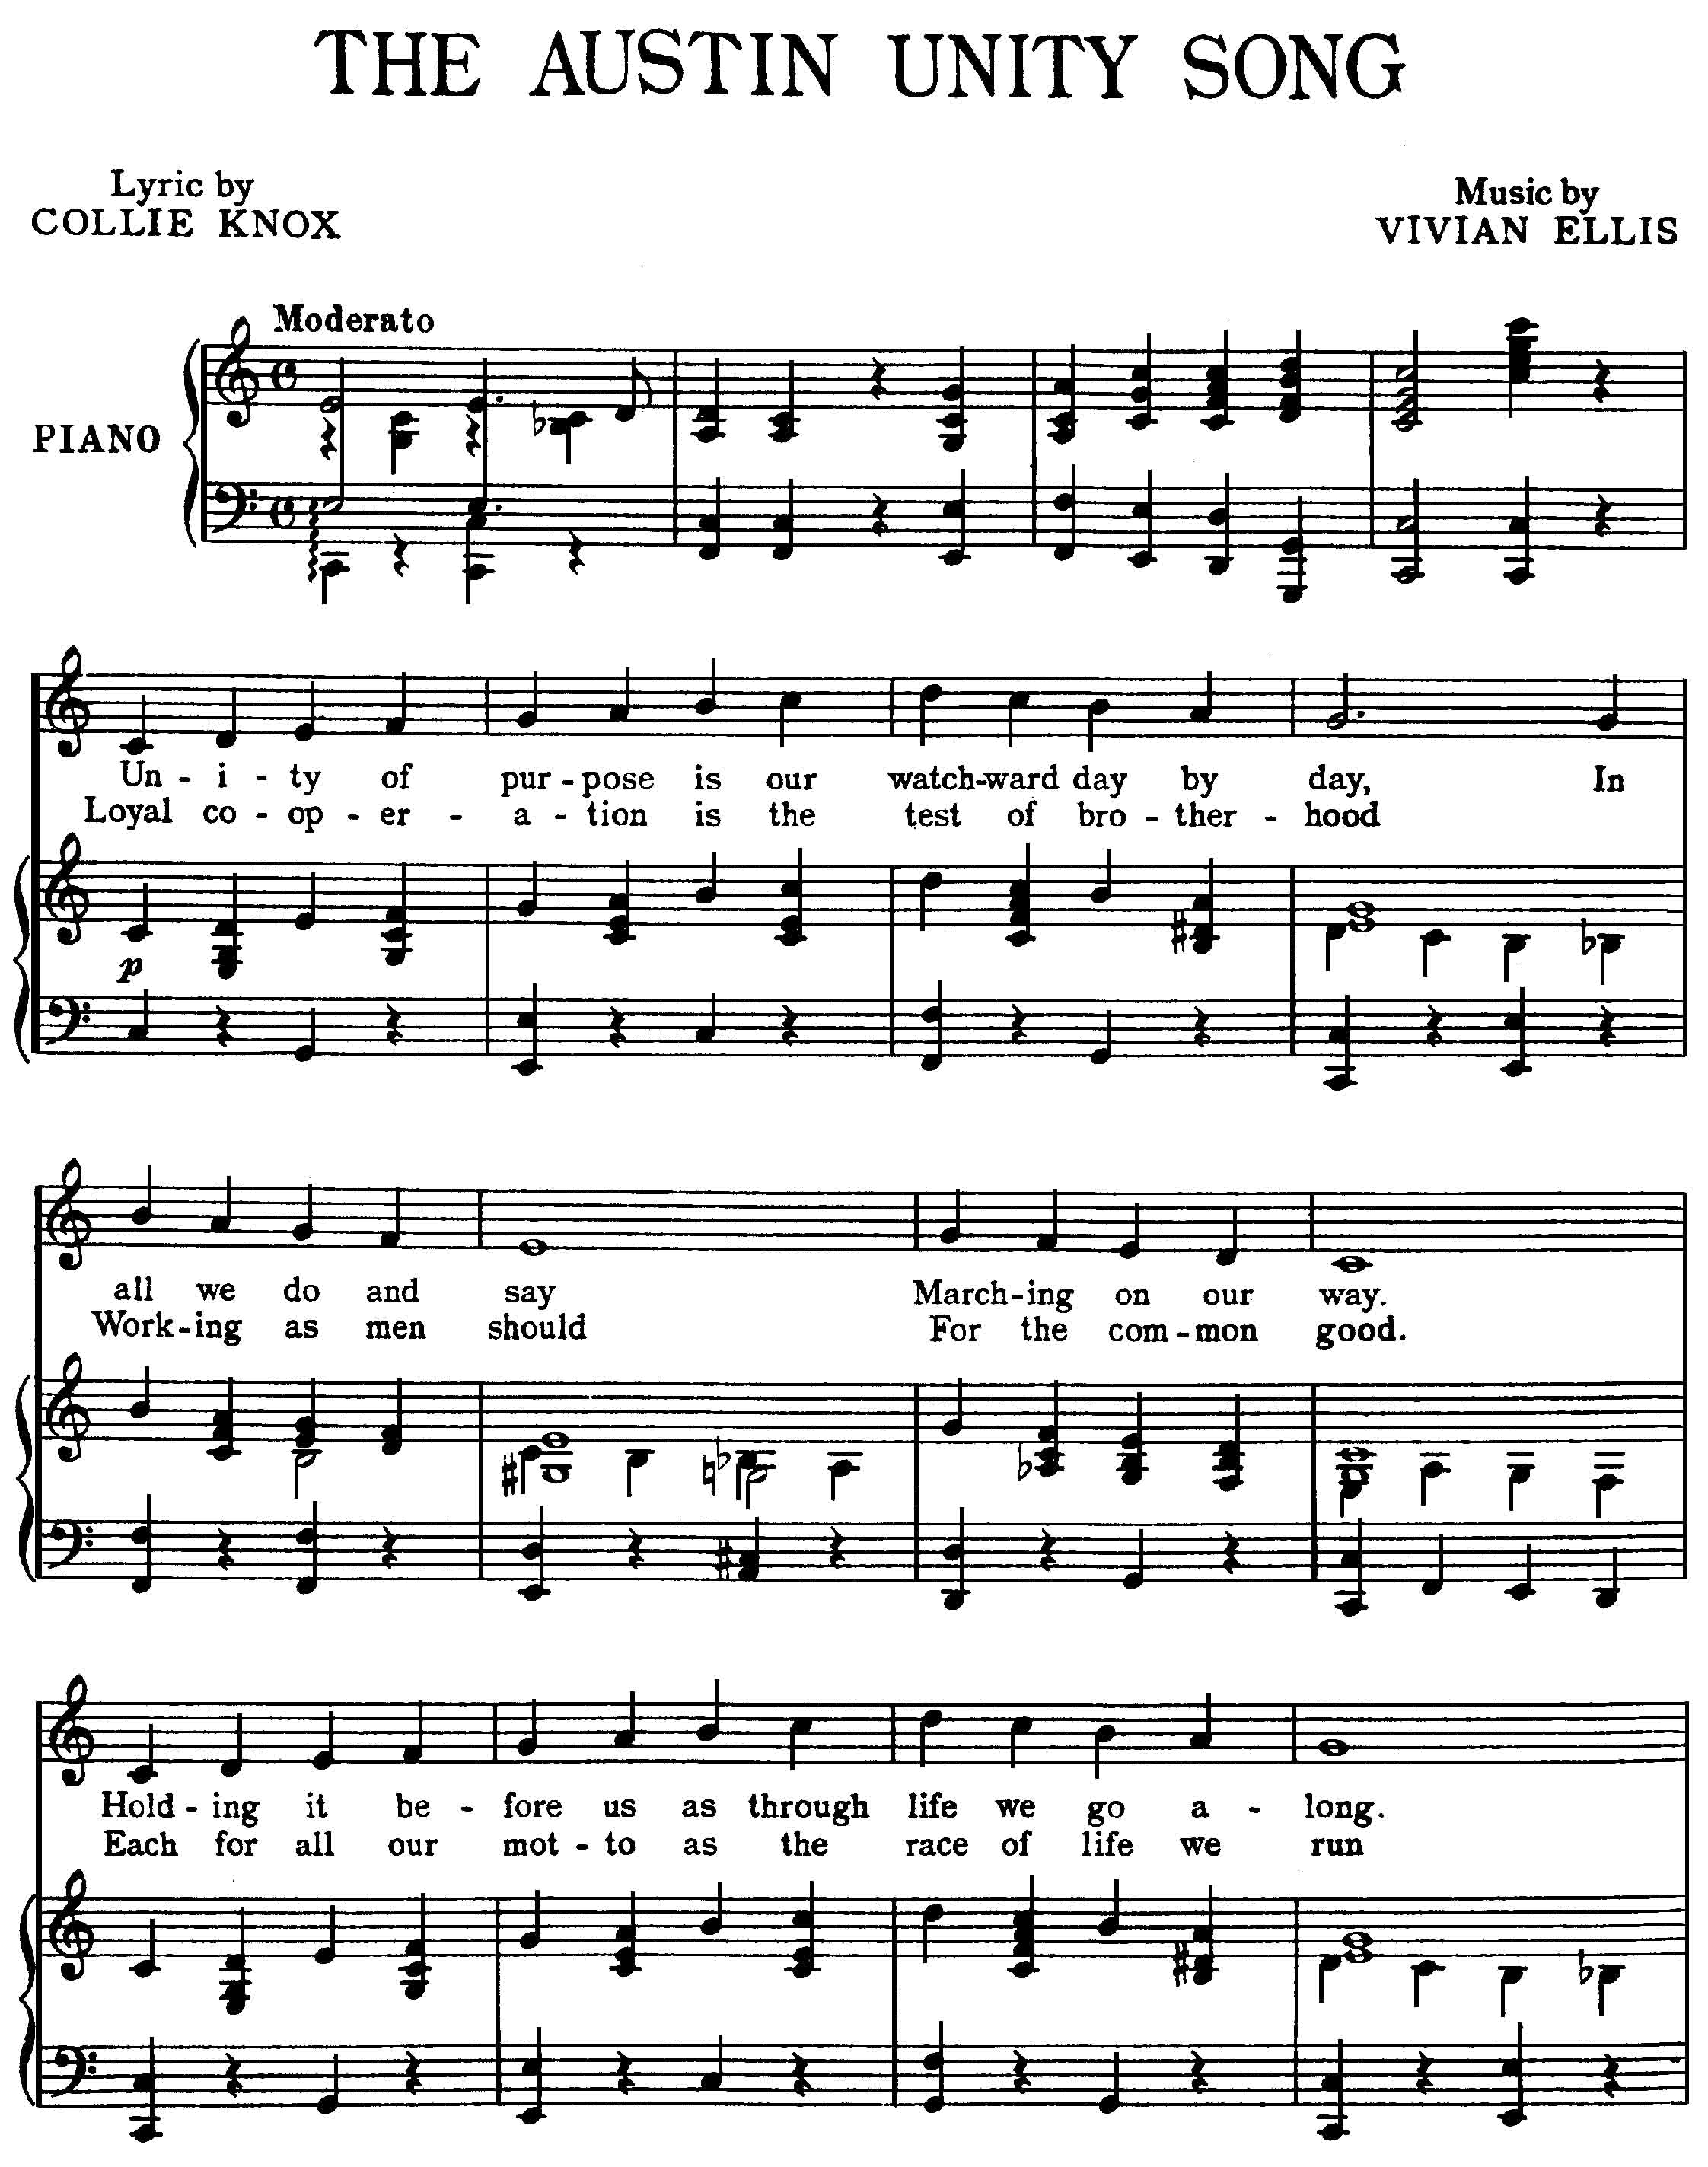 THE AUSTIN UNITY SONG
Lyric by
COLLIE KNOX
Music by
VIVIAN ELLIS
Moderato
PIANO
Un - i - ty of pur - pose is our watch-ward day by day, In
Loyal co - op - er - a - tion is the test of bro - ther - hood
p
all we do and say March-ing on our way.
Work-ing as men should For the com-mon good.
Hold - ing it be - fore us as through life we go a - long.
Each for all our mot - to as the race of life we run